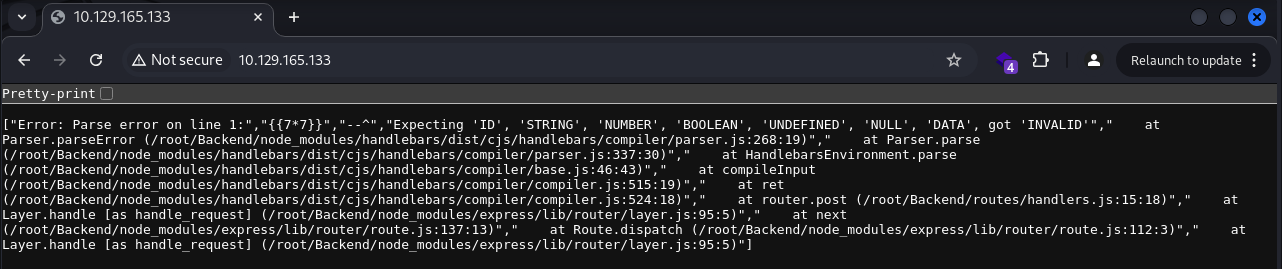 10.129.165.133
Not secure
10.129.165.133
4
Relaunch to update
Pretty-print
["Error: Parse error on line 1:","{{7*7}}","--^","Expecting 'ID', 'STRING', 'NUMBER', 'BOOLEAN', 'UNDEFINED', 'NULL', 'DATA', got 'INVALID'","    at
Parser.parseError (/root/Backend/node_modules/handlebars/dist/cjs/handlebars/compiler/parser.js:268:19)","    at Parser.parse
(/root/Backend/node_modules/handlebars/dist/cjs/handlebars/compiler/parser.js:337:30)","    at HandlebarsEnvironment.parse
(/root/Backend/node_modules/handlebars/dist/cjs/handlebars/compiler/base.js:46:43)","    at compileInput
(/root/Backend/node_modules/handlebars/dist/cjs/handlebars/compiler/compiler.js:515:19)","    at ret
(/root/Backend/node_modules/handlebars/dist/cjs/handlebars/compiler/compiler.js:524:18)","    at router.post (/root/Backend/routes/handlers.js:15:18)","    at
Layer.handle [as handle_request] (/root/Backend/node_modules/express/lib/router/layer.js:95:5)","    at next
(/root/Backend/node_modules/express/lib/router/route.js:137:13)","    at Route.dispatch (/root/Backend/node_modules/express/lib/router/route.js:112:3)","    at
Layer.handle [as handle_request] (/root/Backend/node_modules/express/lib/router/layer.js:95:5)"]